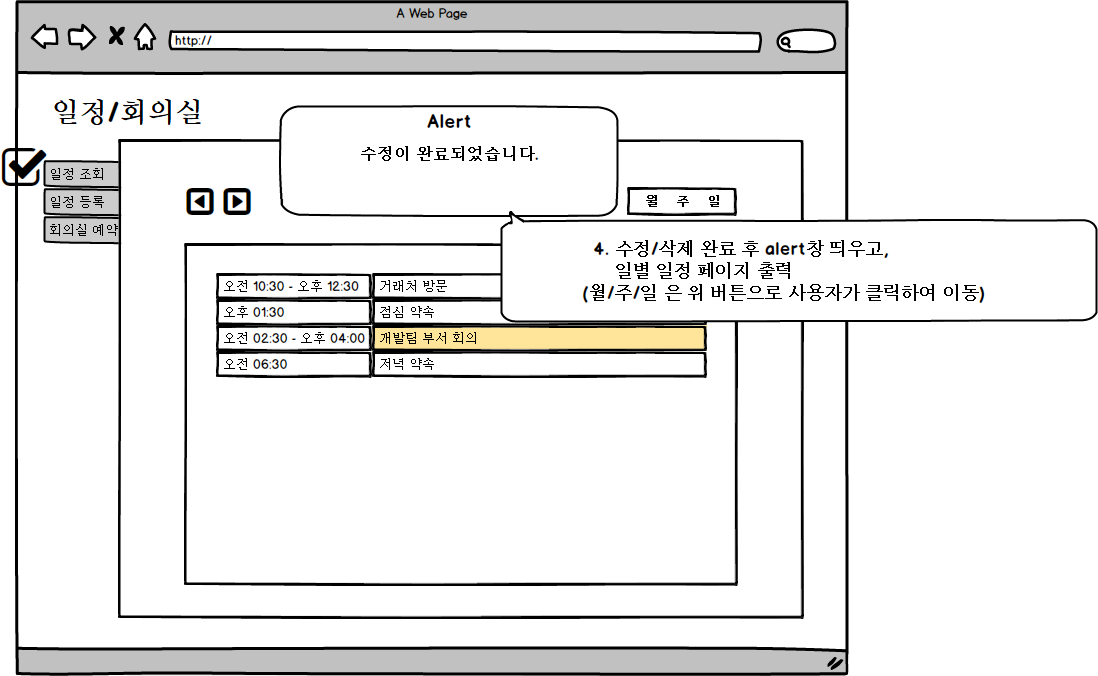 A Web Page
http://
일정/회의실
Alert
수정이 완료되었습니다.
일정 조회
일정 등록
회의실 예약
월 주 일
4. 수정/삭제 완료 후 alert창 띄우고,
일별 일정 페이지 출력
(월/주/일 은 위 버튼으로 사용자가 클릭하여 이동)
오전 10:30 - 오후 12:30 거래처 방문
오후 01:30 점심 약속
오전 02:30 - 오후 04:00 개발팀 부서 회의
오전 06:30 저녁 약속